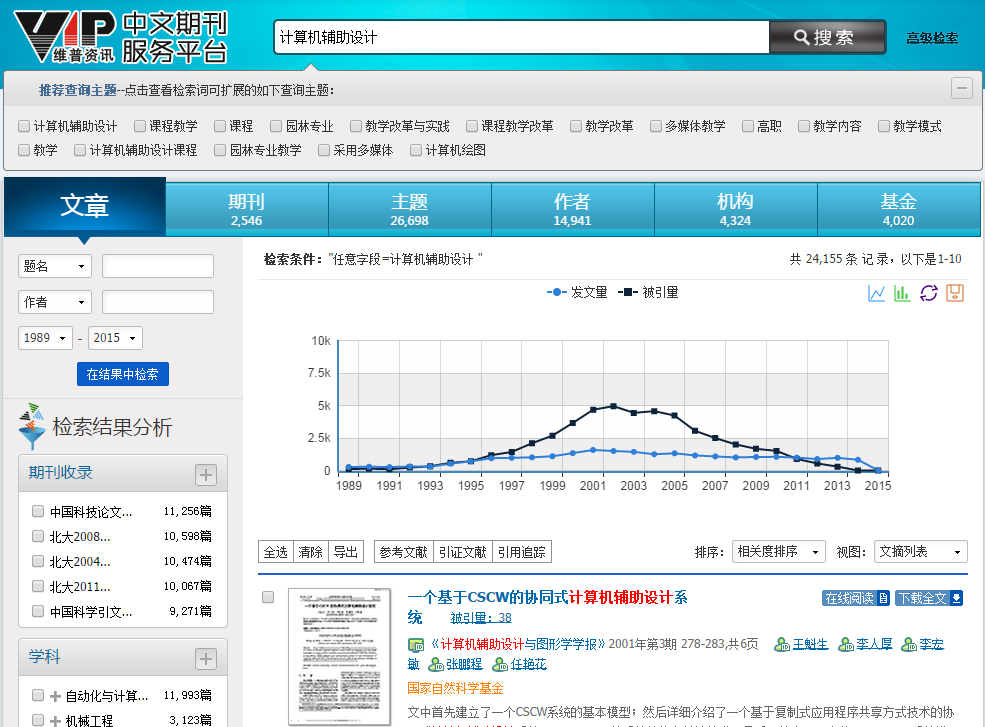 VIP 中文期刊
维普资讯 服务平台
计算机辅助设计
搜索
高级检索
推荐查询主题--点击查看检索词可扩展的如下查询主题：
计算机辅助设计 课程教学 课程 园林专业 教学改革与实践 课程教学改革 教学改革 多媒体教学 高职 教学内容 教学模式
教学 计算机辅助设计课程 园林专业教学 采用多媒体 计算机绘图
文章 期刊 主题 作者 机构 基金
2,546 26,698 14,941 4,324 4,020
题名
作者
1989 - 2015
在结果中检索
检索结果分析
期刊收录
中国科技论文... 11,256篇
北大2008... 10,598篇
北大2004... 10,474篇
北大2011... 10,067篇
中国科学引文... 9,271篇
学科
自动化与计算... 11,993篇
机械工程 3,123篇
检索条件："任意字段=计算机辅助设计 "
共 24,155 条 记 录，以下是1-10
发文量 被引量
10k
7.5k
5k
2.5k
0
1989 1991 1993 1995 1997 1999 2001 2003 2005 2007 2009 2011 2013 2015
全选 清除 导出 参考文献 引证文献 引用追踪
排序： 相关度排序 视图： 文摘列表
一个基于CSCW的协同式计算机辅助设计系
统 被引量：38
在线阅读 下载全文
《计算机辅助设计与图形学学报》2001年第3期 278-283,共6页 王魁生 李人厚 李宏
敏 张鹏程 任艳花
国家自然科学基金
文中首先建立了一个CSCW系统的基本模型；然后详细介绍了一个基于复制式应用程序共享方式技术的协